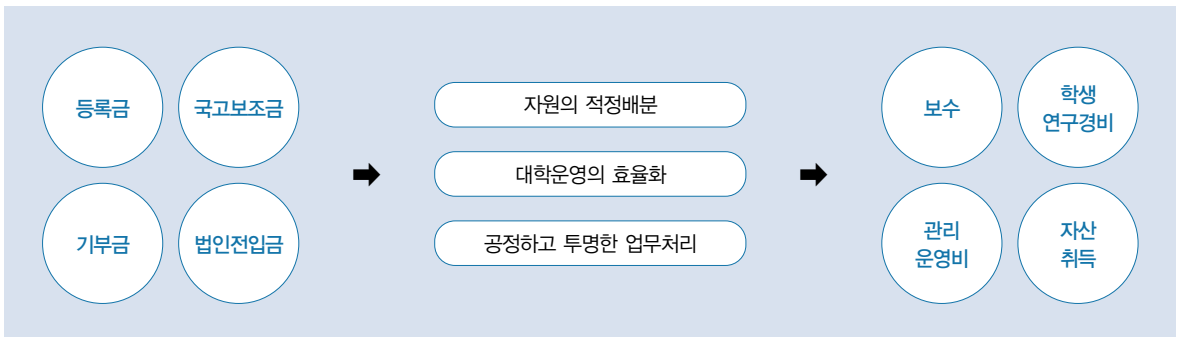 등록금
국고보조금
기부금
법인전입금
자원의 적정배분
대학운영의 효율화
공정하고 투명한 업무처리
보수
학생
연구경비
관리
운영비
자산
취득